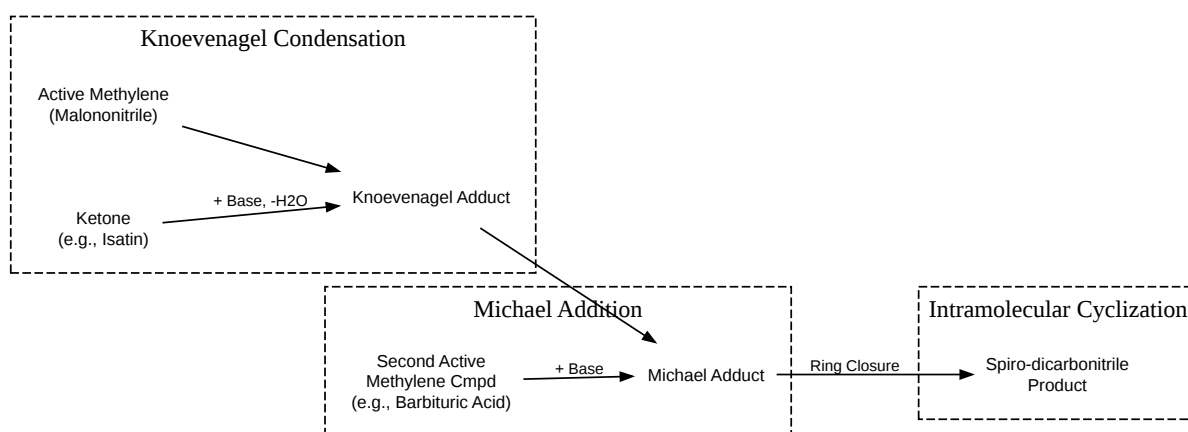 Knoevenagel Condensation
Active Methylene
(Malononitrile)
+ Base, -H2O
Knoevenagel Adduct
Ketone
(e.g., Isatin)
Michael Addition
Intramolecular Cyclization
Second Active
Methylene Cmpd
(e.g., Barbituric Acid)
+ Base
Michael Adduct
Ring Closure
Spiro-dicarbonitrile
Product